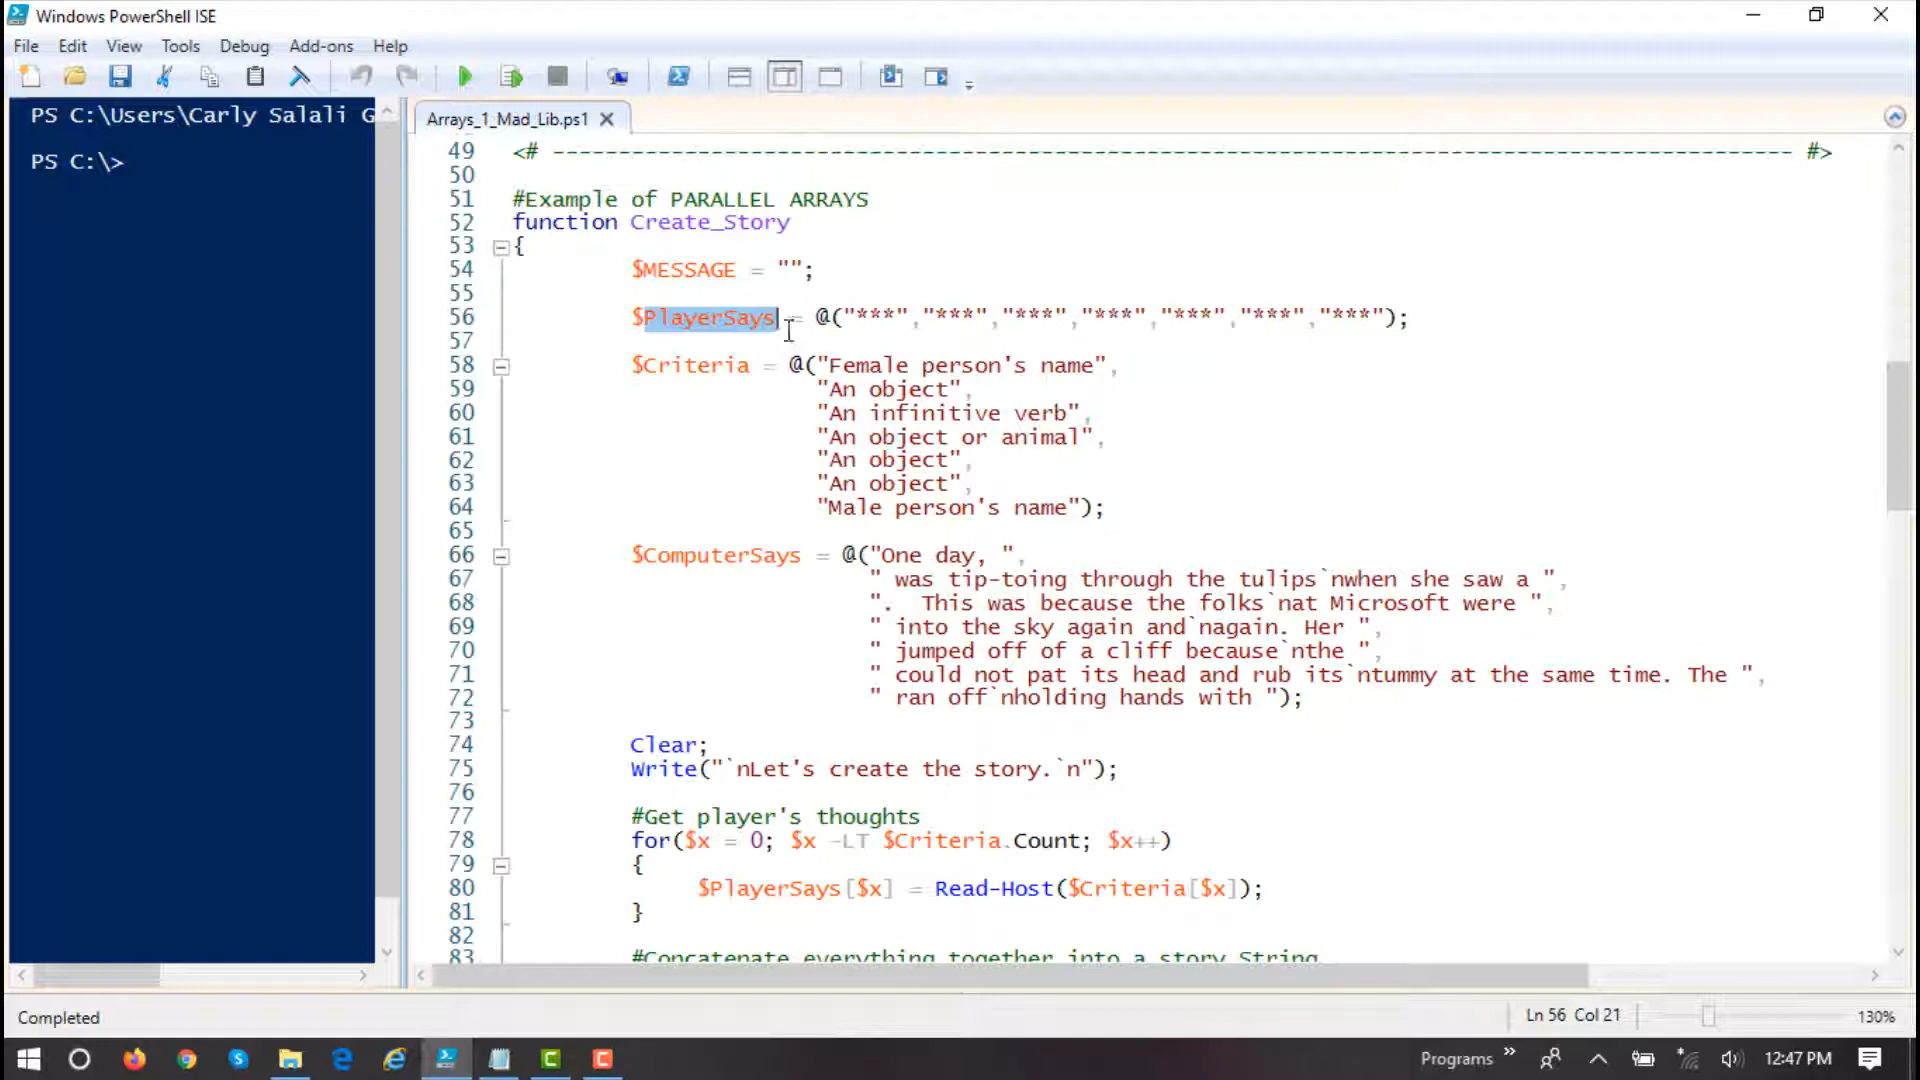 Windows PowerShell ISE
File Edit View Tools Debug Add-ons Help
PS C:\Users\Carly Salali G
PS C:\>
Arrays_1_Mad_Lib.ps1
49 <# ---------------------------------------------------------------------------------------------- #>
50
51 #Example of PARALLEL ARRAYS
52 function Create_Story
53 {
54 $MESSAGE = "";
55
56 $PlayerSays = @("***","***","***","***","***","***","***");
57
58 $Criteria = @("Female person's name",
59 "An object",
60 "An infinitive verb",
61 "An object or animal",
62 "An object",
63 "An object",
64 "Male person's name");
65
66 $ComputerSays = @("One day, ",
67 " was tip-toing through the tulips`nwhen she saw a ",
68 ".  This was because the folks`nat Microsoft were ",
69 " into the sky again and`nagain. Her ",
70 " jumped off of a cliff because`nthe ",
71 " could not pat its head and rub its`ntummy at the same time. The ",
72 " ran off`nholding hands with ");
73
74 Clear;
75 Write("`nLet's create the story.`n");
76
77 #Get player's thoughts
78 for($x = 0; $x -LT $Criteria.Count; $x++)
79 {
80 $PlayerSays[$x] = Read-Host($Criteria[$x]);
81 }
82
83 #Concatenate everything together into a story String
Completed
Ln 56 Col 21
130%
Programs
12:47 PM